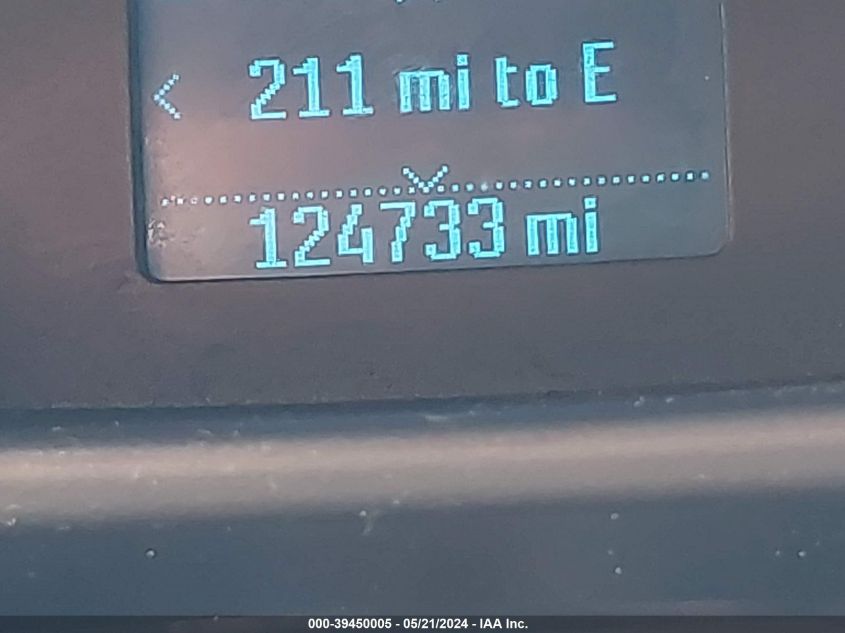 < 211 mi to E
124733 mi
000-39450005 - 05/21/2024 - IAA Inc.